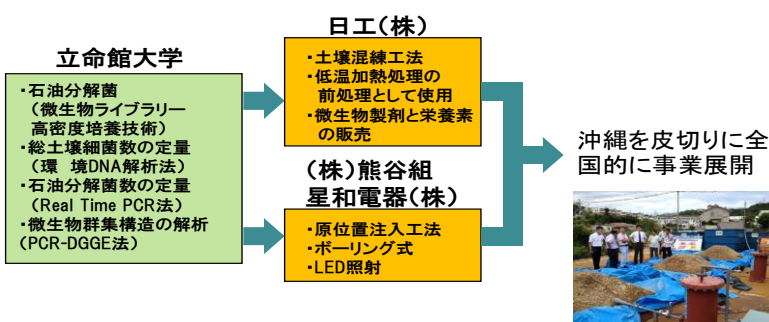 立命館大学
・石油分解菌
（微生物ライブラリー
高密度培養技術）
・総土壌細菌数の定量
（環　境DNA解析法）
・石油分解菌数の定量
（Real Time PCR法）
・微生物群集構造の解析
（PCR-DGGE法）
日工（株）
・土壌混練工法
・低温加熱処理の
前処理として使用
・微生物製剤と栄養素
の販売
（株）熊谷組
星和電器（株）
・原位置注入工法
・ボーリング式
・LED照射
沖縄を皮切りに全
国的に事業展開